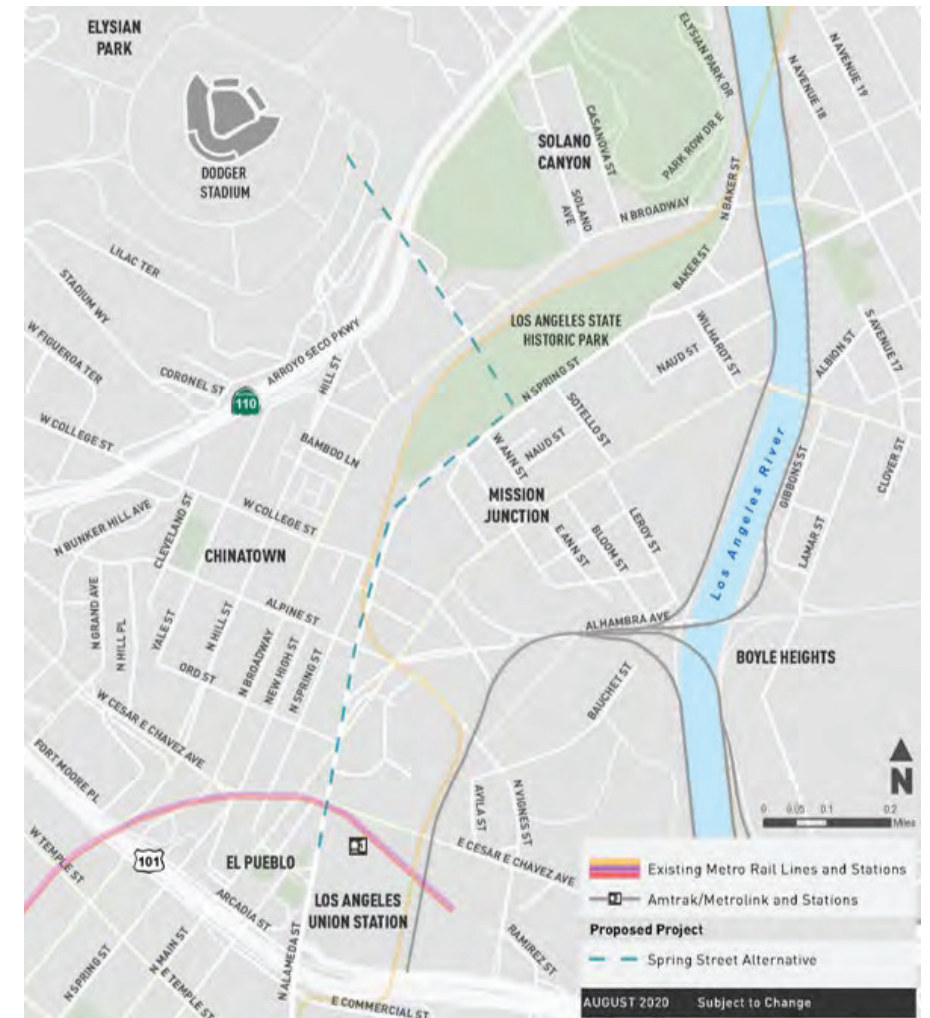 ELYSIAN
PARK
DODGER
STADIUM
ELYSIAN PARK DR
N AVENUE 19
N AVENUE 18
CASANOVA ST
SOLANO
CANYON
PARK ROW DR E
SOLANO
AVE
N BROADWAY
N BAKER ST
LILAC TER
STADIUM WY
BAKER ST
W FIGUEROA TER
ARROYO SECO PKWY
LOS ANGELES STATE
HISTORIC PARK
WILHARDT ST
NAUD ST
ALBION ST
S AVENUE 17
CORONEL ST
HILL ST
110
N SPRING ST
SOTELLO ST
W COLLEGE ST
BAMBOO LN
W ANN ST
NAUD ST
CLOVER ST
GIBBONS ST
Los Angeles River
N BUNKER HILL AVE
CLEVELAND ST
W COLLEGE ST
MISSION
JUNCTION
LEROY ST
LAMAR ST
E ANN ST
BLOOM ST
CHINATOWN
N GRAND AVE
N HILL PL
YALE ST
N HILL ST
ALPINE ST
ALHAMBRA AVE
N BROADWAY
NEW HIGH ST
N SPRING ST
ORD ST
BOYLE HEIGHTS
BAUCHET ST
W CESAR E CHAVEZ AVE
FORT MOORE PL
N
0 0.05 0.1 0.2
Miles
AVILA ST
N VIGNES ST
W TEMPLE ST
101
EL PUEBLO
E CESAR E CHAVEZ AVE
ARCADIA ST
LOS ANGELES
UNION STATION
RAMIREZ ST
N SPRING ST
N MAIN ST
E TEMPLE ST
N ALAMEDA ST
E COMMERCIAL ST
Existing Metro Rail Lines and Stations
Amtrak/Metrolink and Stations
Proposed Project
Spring Street Alternative
AUGUST 2020 Subject to Change